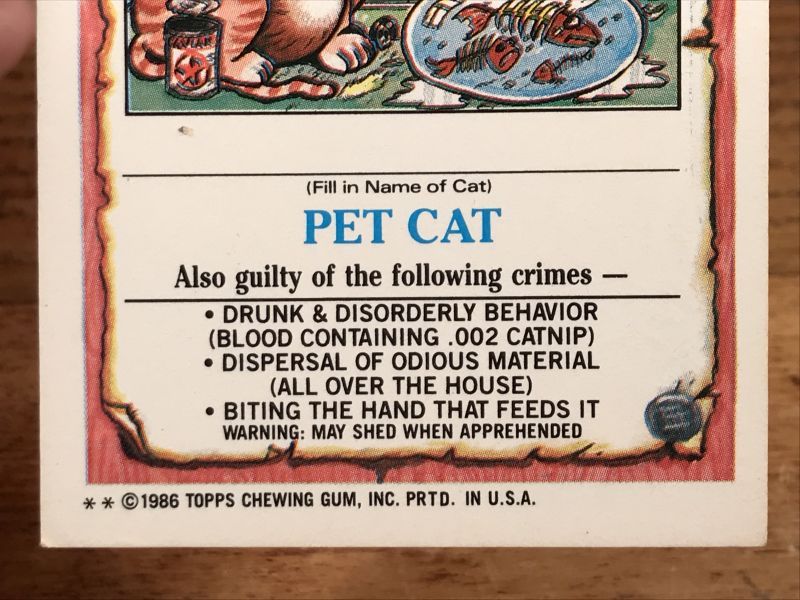 (Fill in Name of Cat)
PET CAT
Also guilty of the following crimes —
• DRUNK & DISORDERLY BEHAVIOR
(BLOOD CONTAINING .002 CATNIP)
• DISPERSAL OF ODIOUS MATERIAL
(ALL OVER THE HOUSE)
• BITING THE HAND THAT FEEDS IT
WARNING: MAY SHED WHEN APPREHENDED
** ©1986 TOPPS CHEWING GUM, INC. PRTD. IN U.S.A.